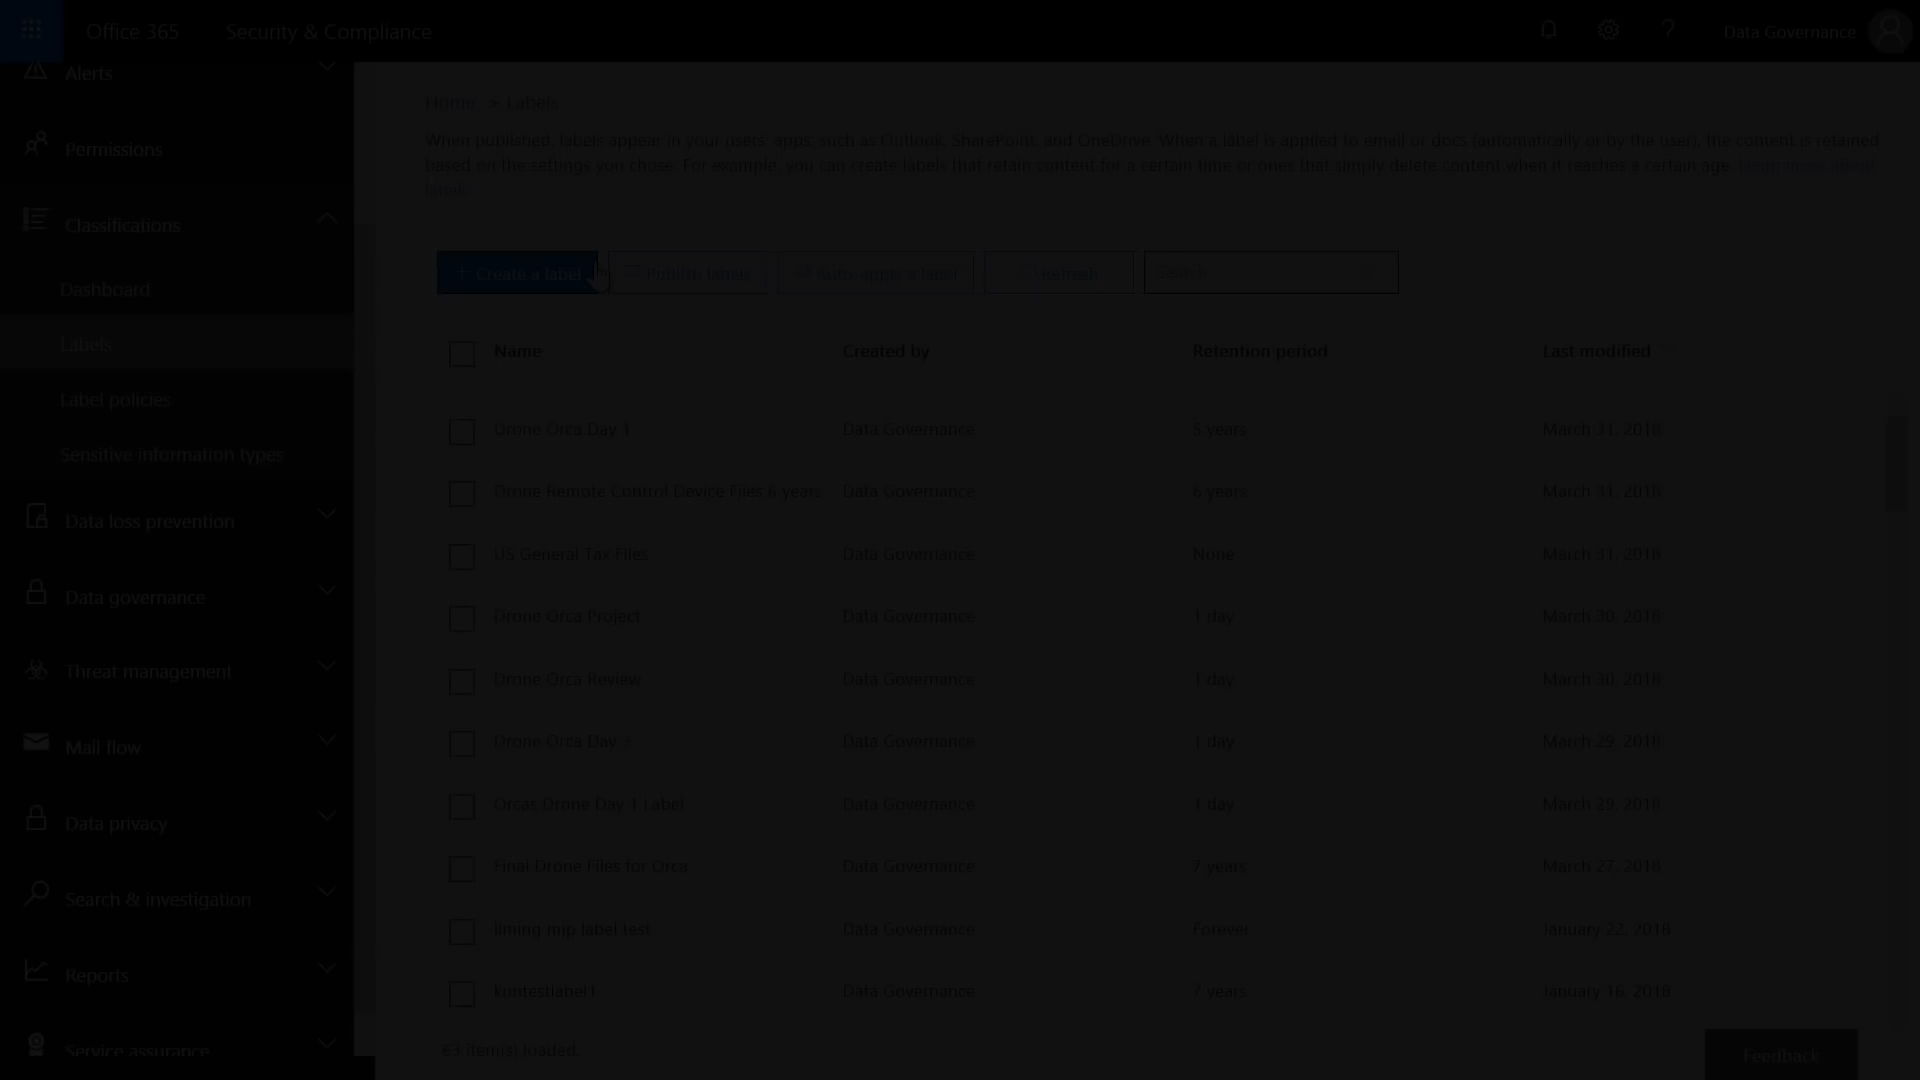 Office 365
Security & Compliance
Data Governance
Alerts
Permissions
Classifications
Dashboard
Labels
Label policies
Sensitive information types
Data loss prevention
Data governance
Threat management
Mail flow
Data privacy
Search & investigation
Reports
Service assurance
Home > Labels
When published, labels appear in your users' apps, such as Outlook, SharePoint, and OneDrive. When a label is applied to email or docs (automatically or by the user), the content is retained
based on the settings you chose. For example, you can create labels that retain content for a certain time or ones that simply delete content when it reaches a certain age.
labels
Create a label
Publish labels
Auto-apply a label
Refresh
Search
Name Created by Retention period Last modified
Drone Orca Day 1 Data Governance 5 years March 31, 2018
Drone Remote Control Device Files 6 years Data Governance 6 years March 31, 2018
US General Tax Files Data Governance None March 31, 2018
Drone Orca Project Data Governance 1 day March 30, 2018
Drone Orca Review Data Governance 1 day March 30, 2018
Drone Orca Day Data Governance 1 day March 29, 2018
Orcas Drone Day 1 Label Data Governance 1 day March 29, 2018
Final Drone Files for Orca Data Governance 7 years March 27, 2018
mip label test Data Governance Forever January 22, 2018
kuntestlabel1 Data Governance 7 years January 16, 2018
63 item(s) loaded.
Feedback